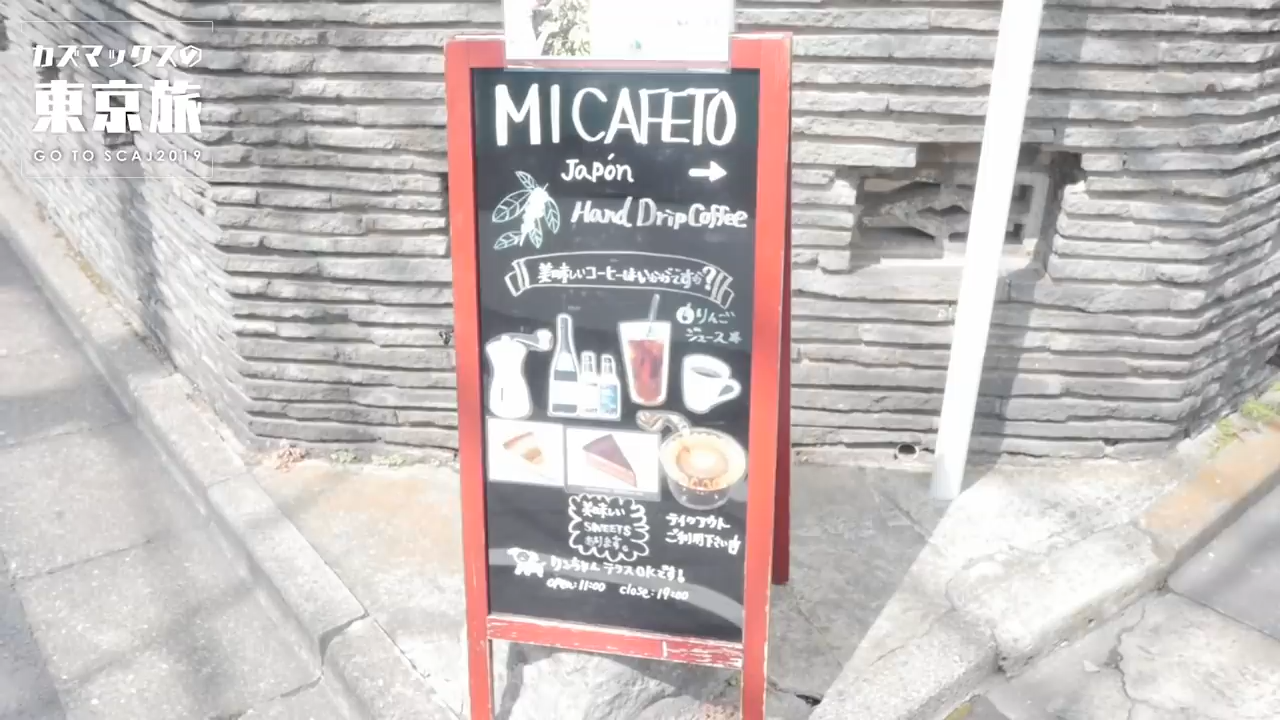 カズマックスの
東京旅
GO TO SCAJ2019
MI CAFETO
Japón →
Hand Drip Coffee
美味しいコーヒーはいかがですか?
りんご
ジュース
美味しい
SWEETS
あります。
テイクアウト
ご利用下さい
ワンちゃん テラスOKです!
open:11:00 close:19:00